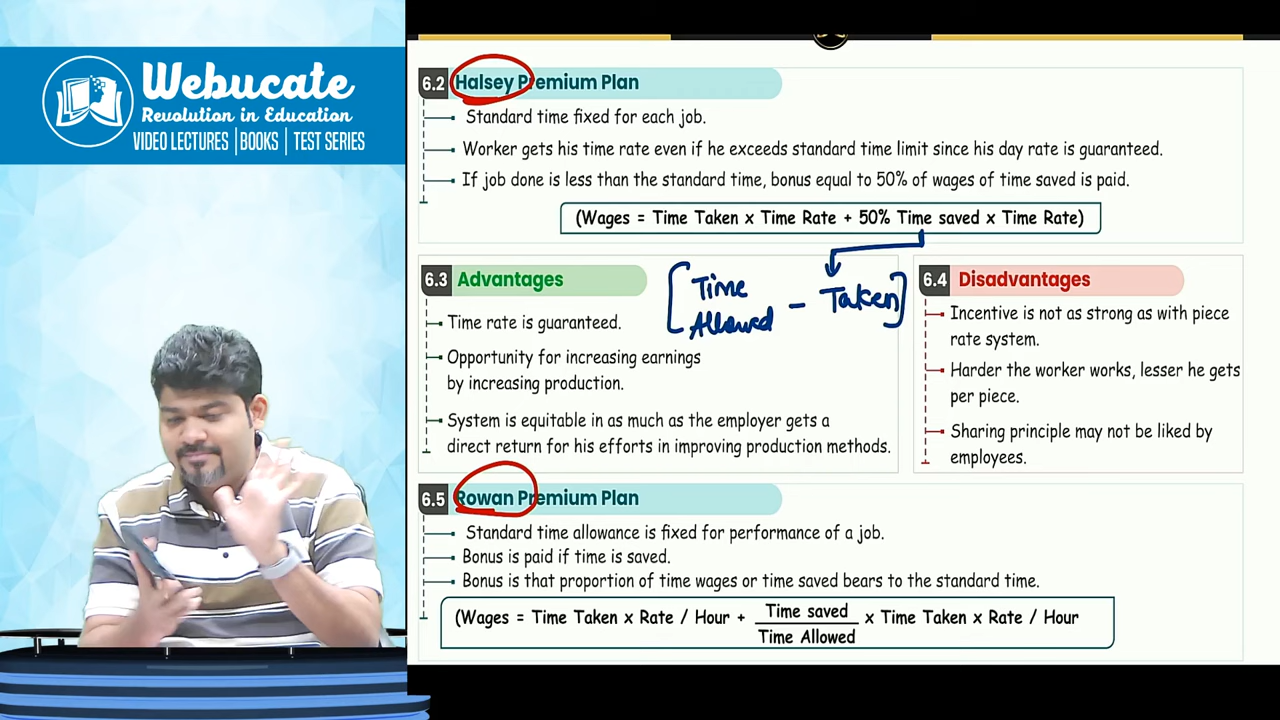 Webucate
Revolution in Education
VIDEO LECTURES | BOOKS | TEST SERIES
6.2 Halsey Premium Plan
Standard time fixed for each job.
Worker gets his time rate even if he exceeds standard time limit since his day rate is guaranteed.
If job done is less than the standard time, bonus equal to 50% of wages of time saved is paid.
(Wages = Time Taken x Time Rate + 50% Time saved x Time Rate)
[Time Allowed – Taken]
6.3 Advantages
Time rate is guaranteed.
Opportunity for increasing earnings
by increasing production.
System is equitable in as much as the employer gets a
direct return for his efforts in improving production methods.
6.4 Disadvantages
Incentive is not as strong as with piece
rate system.
Harder the worker works, lesser he gets
per piece.
Sharing principle may not be liked by
employees.
6.5 Rowan Premium Plan
Standard time allowance is fixed for performance of a job.
Bonus is paid if time is saved.
Bonus is that proportion of time wages or time saved bears to the standard time.
(Wages = Time Taken x Rate / Hour + Time saved / Time Allowed x Time Taken x Rate / Hour